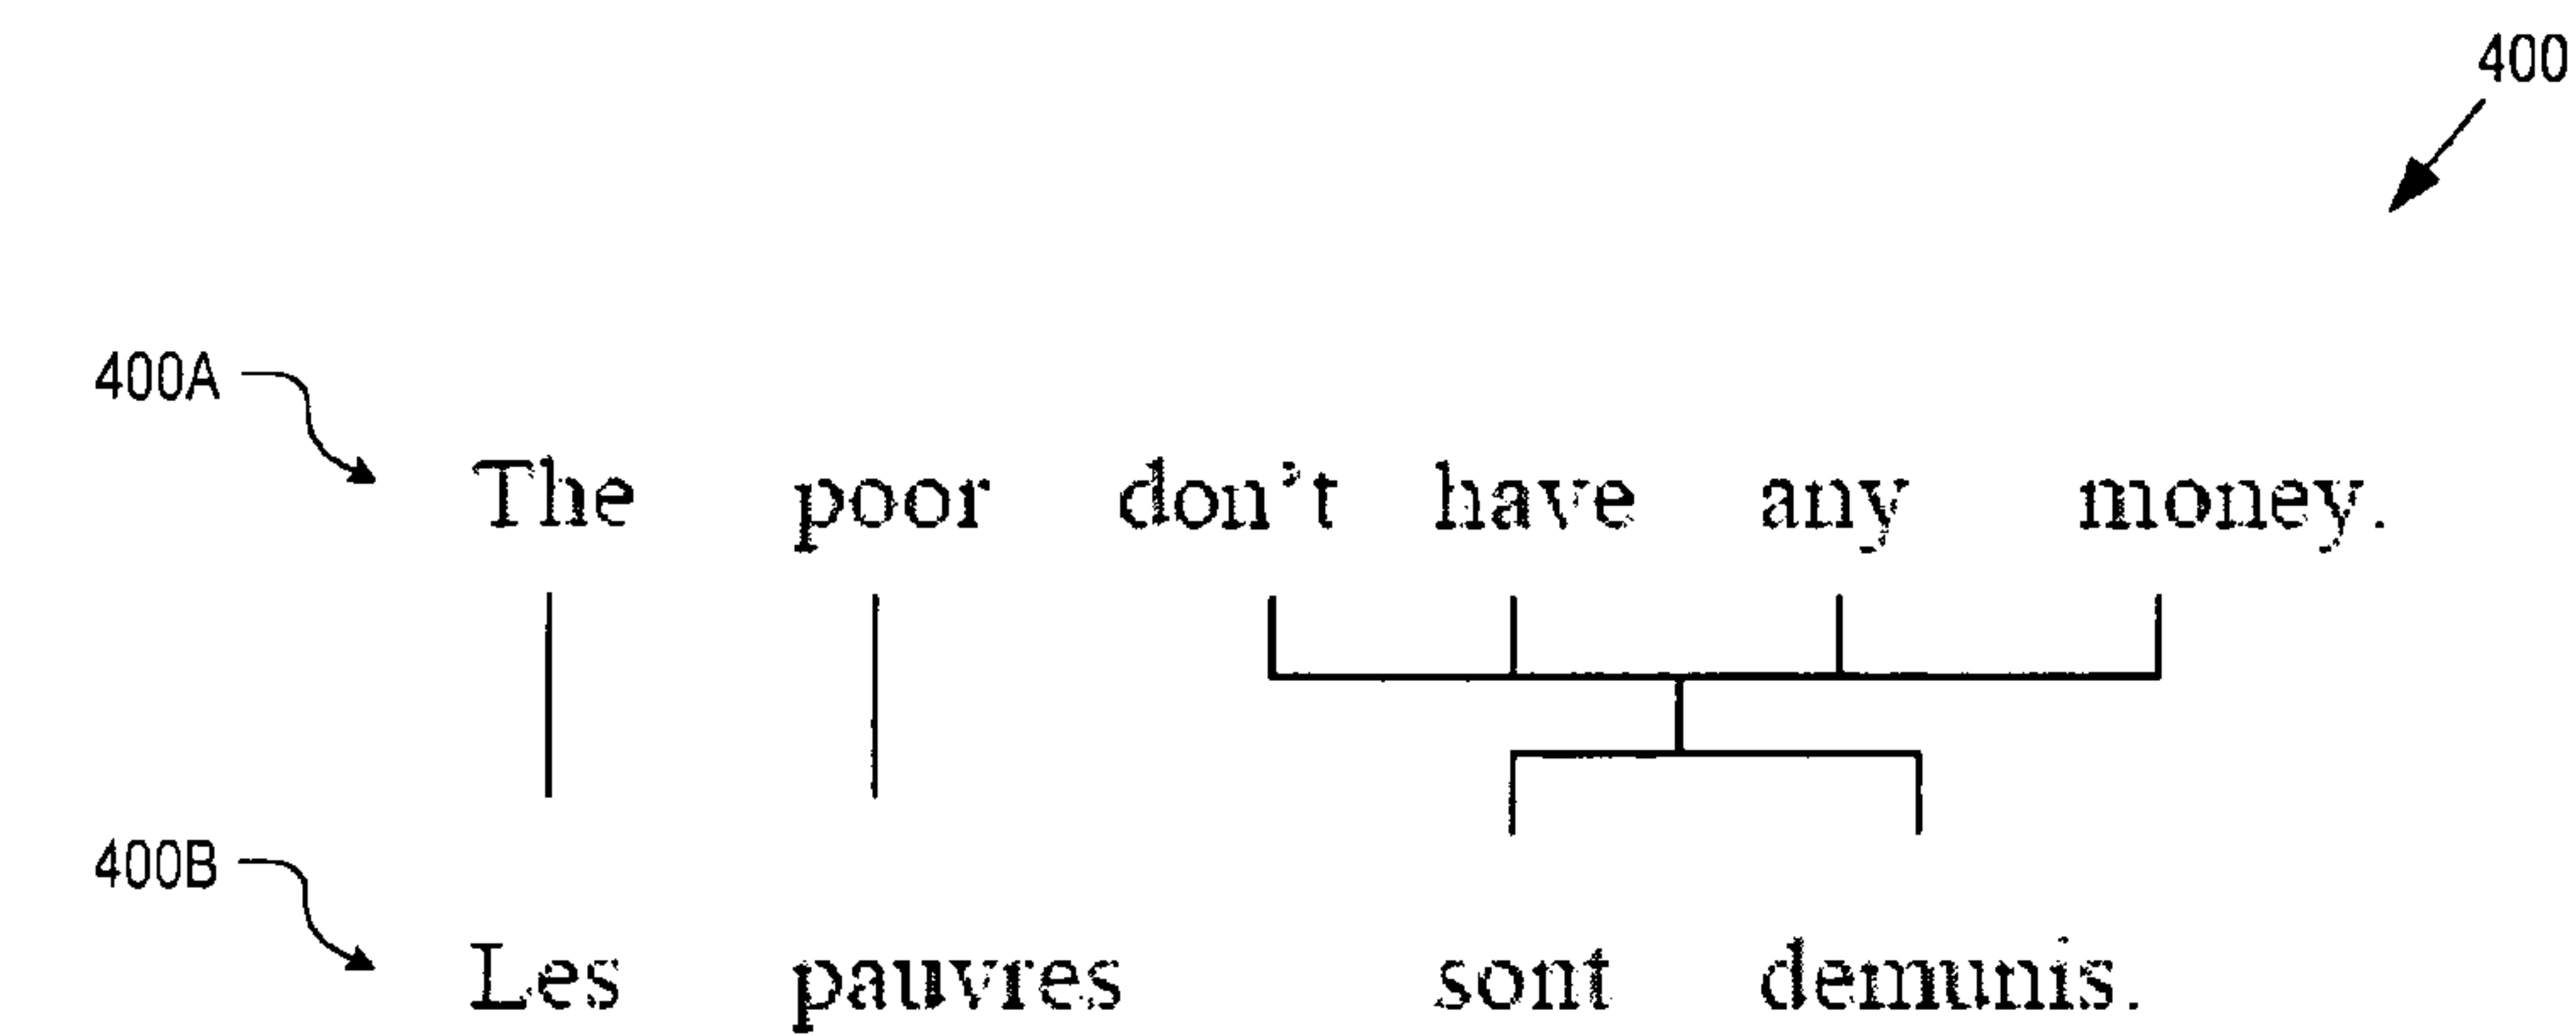 400
400A
The poor don't have any money.
400B
Les pauvres sont demunis.